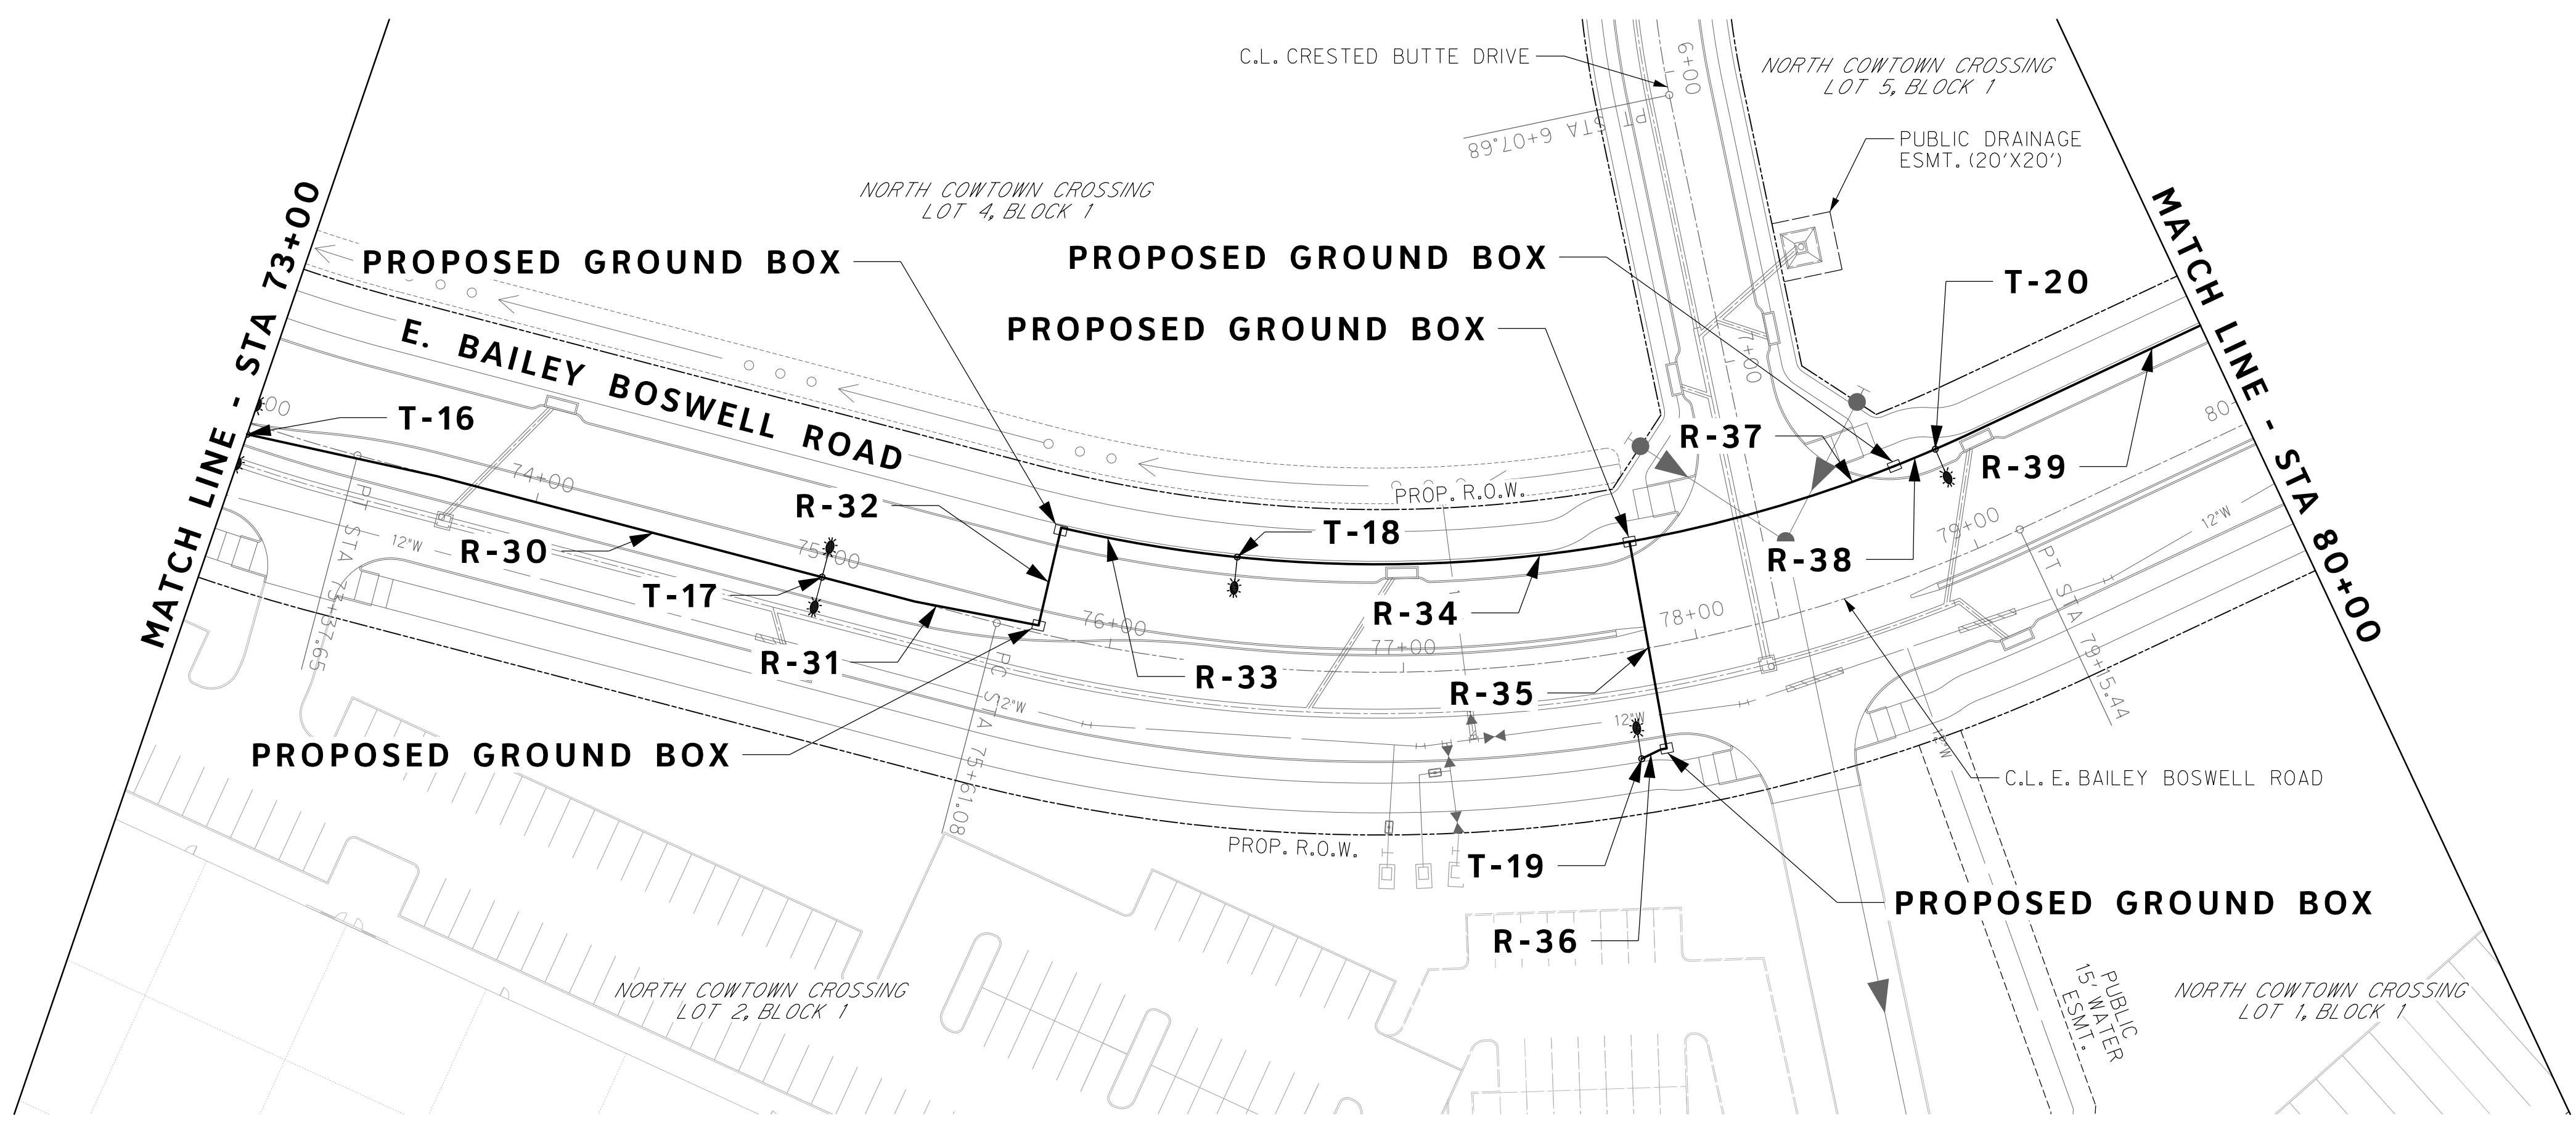 C.L. CRESTED BUTTE DRIVE
6+00
NORTH COWTOWN CROSSING
LOT 5, BLOCK 1
PT STA 6+07.68
PUBLIC DRAINAGE
ESMT. (20'X20')
NORTH COWTOWN CROSSING
LOT 4, BLOCK 1
MATCH LINE - STA 73+00
MATCH LINE - STA 80+00
PROPOSED GROUND BOX
PROPOSED GROUND BOX
PROPOSED GROUND BOX
T-20
7+00
E. BAILEY BOSWELL ROAD
00
T-16
R-37
80+
R-39
74+00
PT STA 73+37.65
PROP. R.O.W.
R-32
T-18
79+00
12"W
12"W
R-30
75+00
R-38
T-17
PT STA 79+15.44
R-34
76+00
78+00
77+00
R-31
R-33
R-35
PC STA 75+61.08
12"W
12"W
12"W
PROPOSED GROUND BOX
C.L. E. BAILEY BOSWELL ROAD
PROP. R.O.W.
T-19
PROPOSED GROUND BOX
R-36
NORTH COWTOWN CROSSING
LOT 2, BLOCK 1
PUBLIC
15' WATER
ESMT.
NORTH COWTOWN CROSSING
LOT 1, BLOCK 1